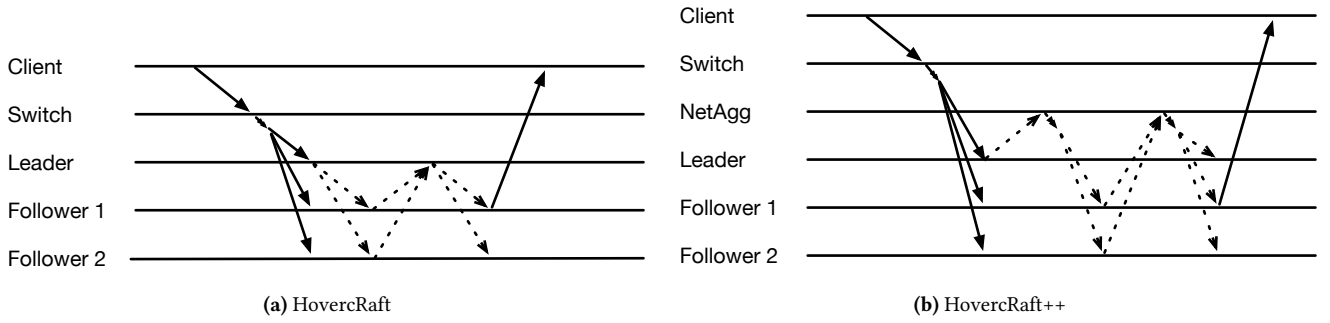 Client
Switch
Leader
Follower 1
Follower 2
(a) HovercRaft
Client
Switch
NetAgg
Leader
Follower 1
Follower 2
(b) HovercRaft++